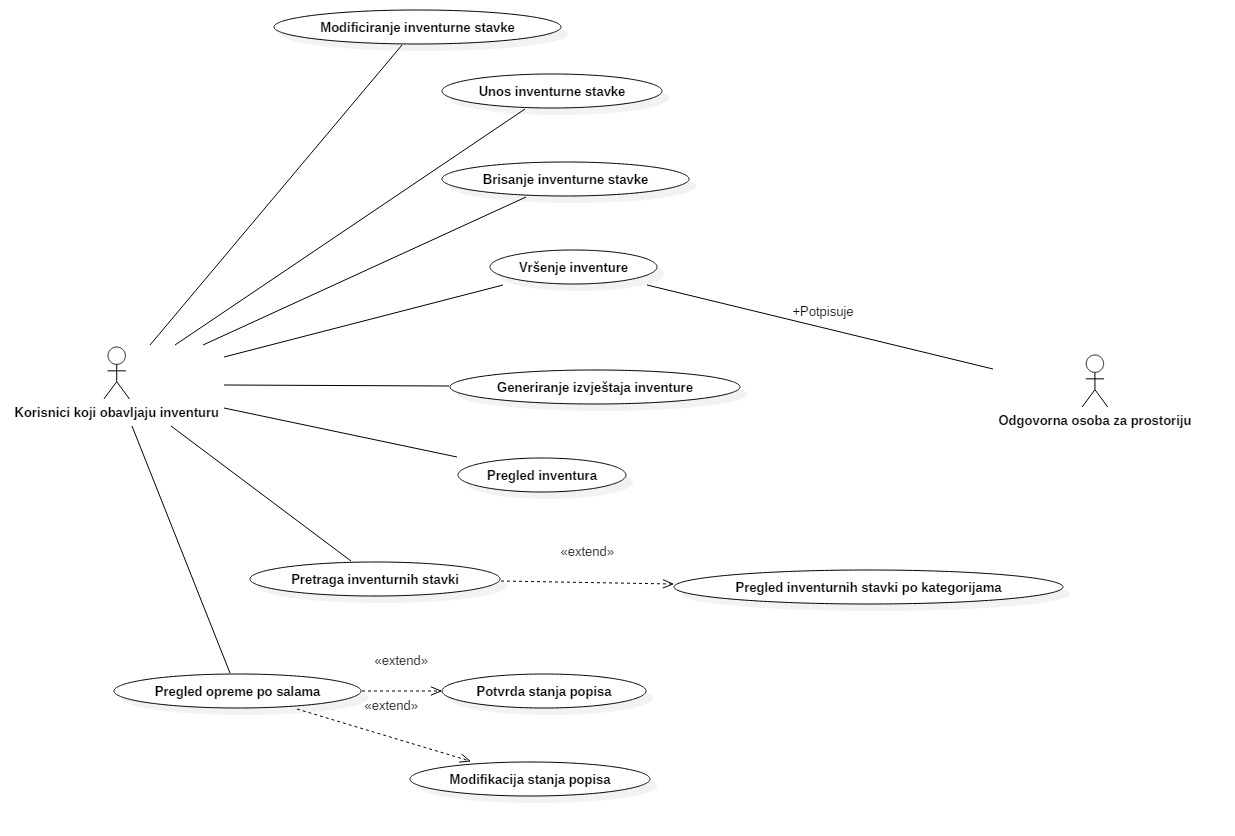 Modificiranje inventurne stavke
Unos inventurne stavke
Brisanje inventurne stavke
Vršenje inventure
+Potpisuje
Generiranje izvještaja inventure
Korisnici koji obavljaju inventuru
Odgovorna osoba za prostoriju
Pregled inventura
«extend»
Pretraga inventurnih stavki
Pregled inventurnih stavki po kategorijama
«extend»
Pregled opreme po salama
Potvrda stanja popisa
«extend»
Modifikacija stanja popisa